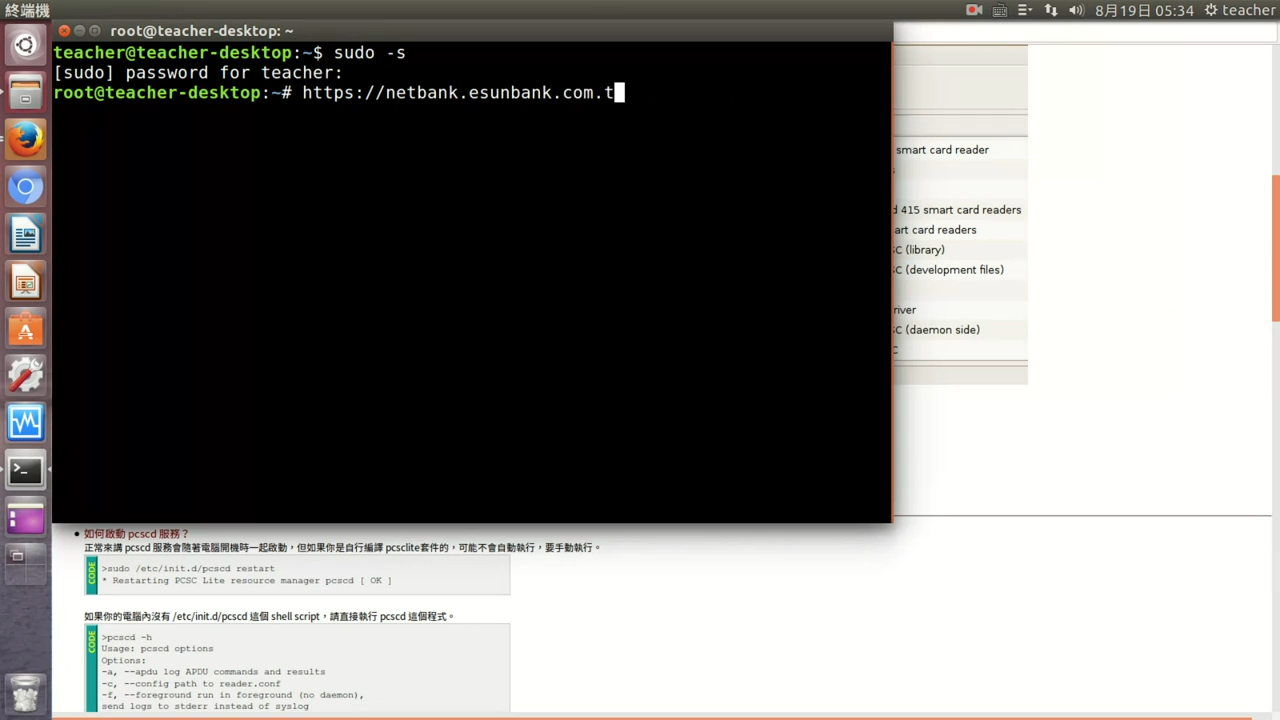 終端機
8月19日 05:34 teacher
root@teacher-desktop: ~
teacher@teacher-desktop:~$ sudo -s
[sudo] password for teacher:
root@teacher-desktop:~# https://netbank.esunbank.com.t
smart card reader
d 415 smart card readers
art card readers
SC (library)
SC (development files)
river
SC (daemon side)
C
如何啟動 pcscd 服務？
正常來講 pcscd 服務會隨著電腦開機時一起啟動，但如果你是自行編譯 pcsclite套件的，可能不會自動執行，要手動執行。
CODE
>sudo /etc/init.d/pcscd restart
* Restarting PCSC Lite resource manager pcscd [ OK ]
如果你的電腦內沒有 /etc/init.d/pcscd 這個 shell script，請直接執行 pcscd 這個程式。
CODE
>pcscd -h
Usage: pcscd options
Options:
-a, --apdu log APDU commands and results
-c, --config path to reader.conf
-f, --foreground run in foreground (no daemon),
send logs to stderr instead of syslog